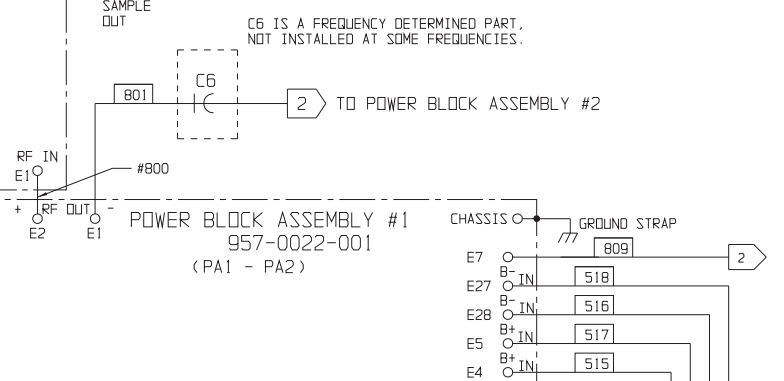 SAMPLE
OUT
C6 IS A FREQUENCY DETERMINED PART,
NOT INSTALLED AT SOME FREQUENCIES.
C6
801
2 TO POWER BLOCK ASSEMBLY #2
RF IN
E1
#800
+ RF OUT -
E2 E1
POWER BLOCK ASSEMBLY #1
957-0022-001
(PA1 - PA2)
CHASSIS
GROUND STRAP
E7 809 2
B- IN
E27 518
B- IN
E28 516
B+ IN
E5 517
B+ IN
E4 515